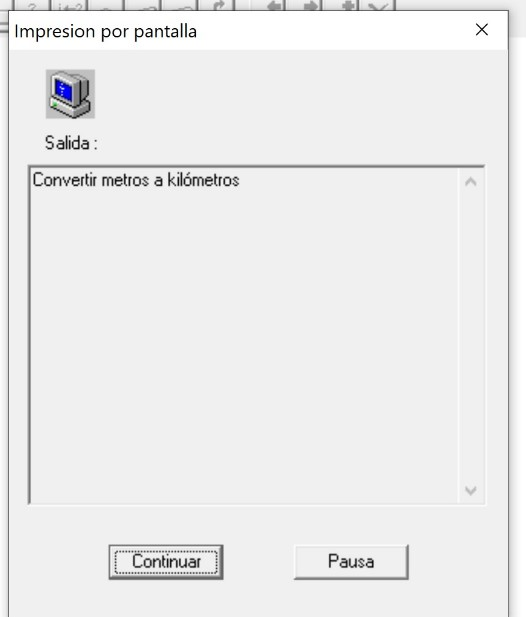 Impresion por pantalla
Salida :
Convertir metros a kilómetros
Continuar
Pausa